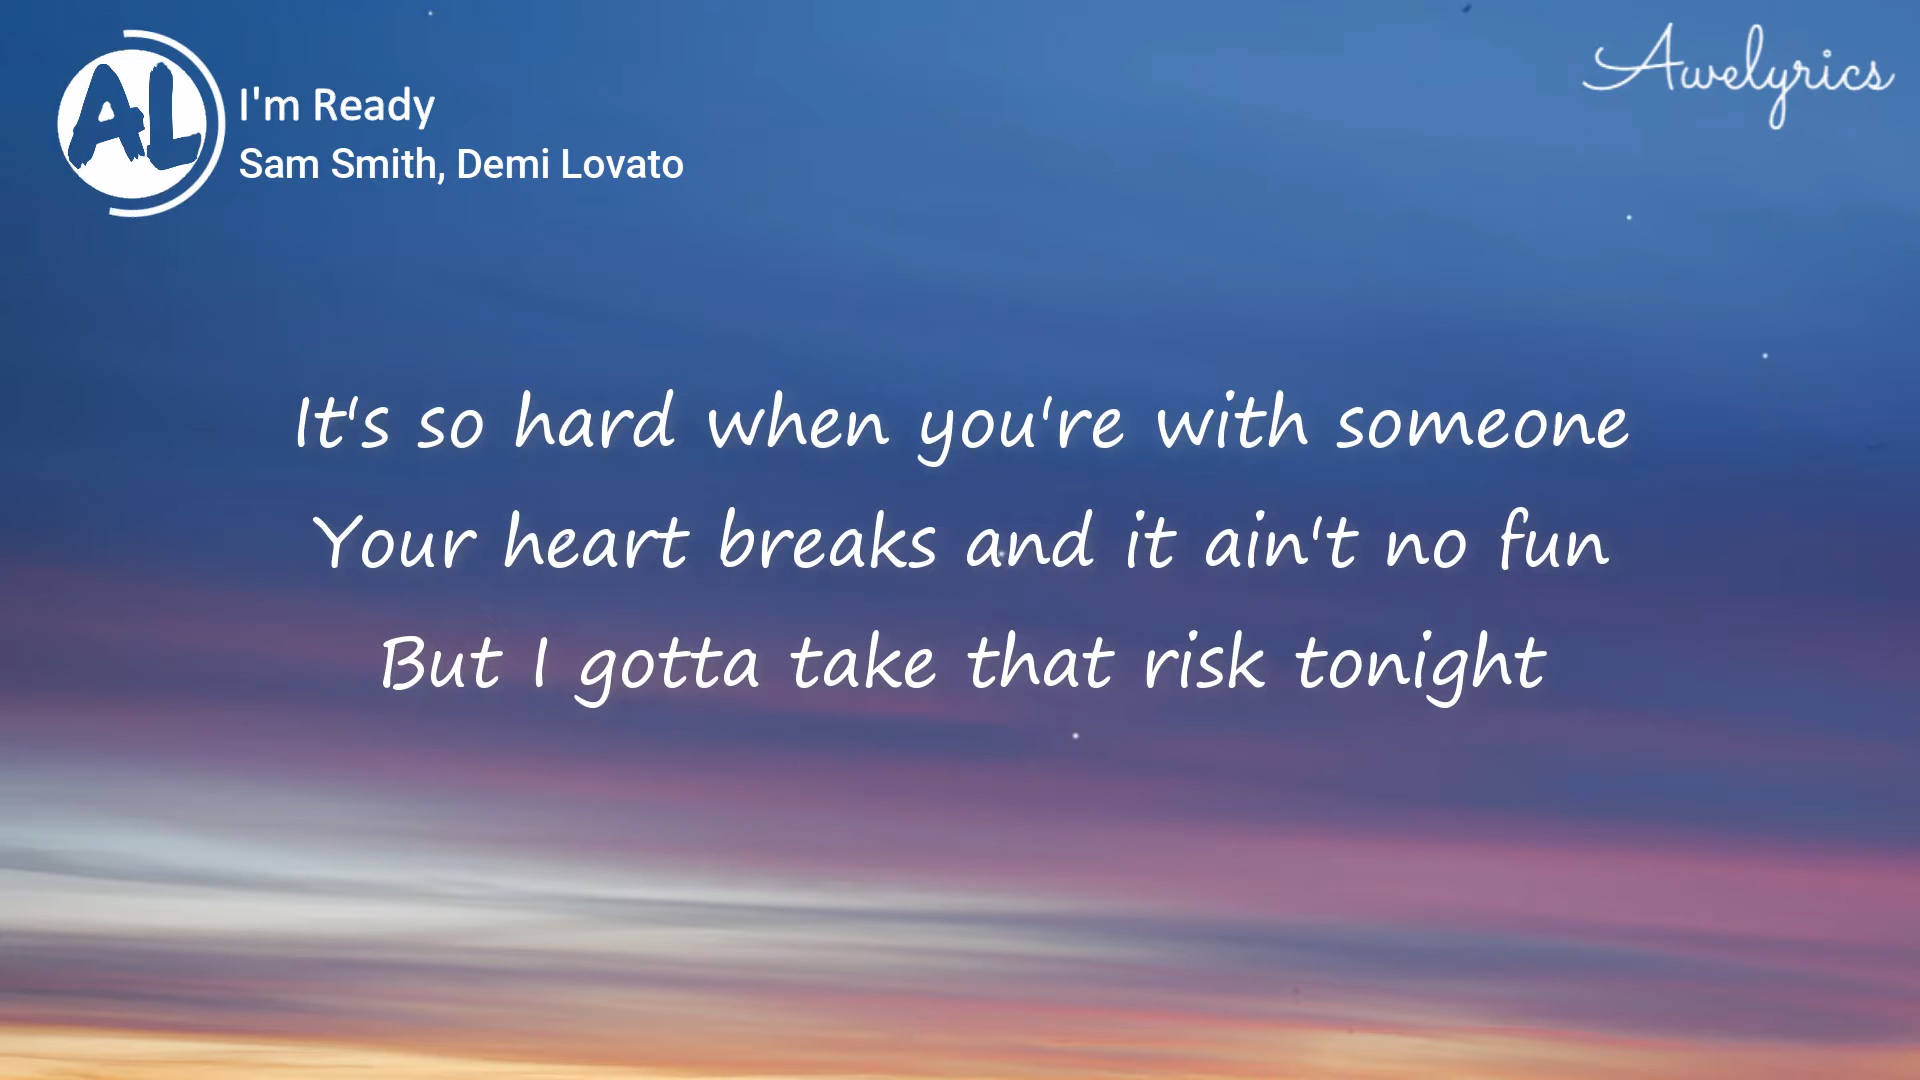 AL
I'm Ready
Sam Smith, Demi Lovato
Awelyrics
It's so hard when you're with someone
Your heart breaks and it ain't no fun
But I gotta take that risk tonight